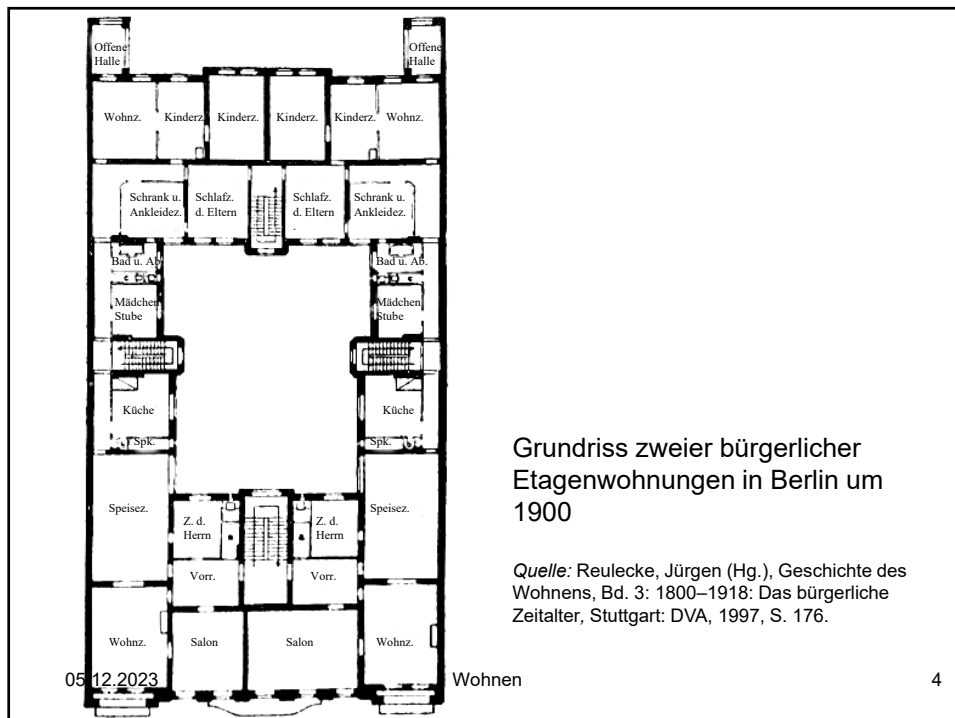 Offene Offene
Halle Halle
Wohnz. Kinderz. Kinderz. Kinderz. Kinderz. Wohnz.
Schrank u. Schlafz. Schlafz. Schrank u.
Ankleidez. d. Eltern d. Eltern Ankleidez.
Bad u. Ab Bad u. Ab.
Mädchen Mädchen
Stube Stube
Küche Küche
Spk. Spk.
Speisez. Speisez.
Z. d. Z. d.
Herrn Herrn
Vorr. Vorr.
Wohnz. Salon Salon Wohnz.
Grundriss zweier bürgerlicher
Etagenwohnungen in Berlin um
1900
Quelle: Reulecke, Jürgen (Hg.), Geschichte des
Wohnens, Bd. 3: 1800–1918: Das bürgerliche
Zeitalter, Stuttgart: DVA, 1997, S. 176.
05.12.2023 Wohnen 4